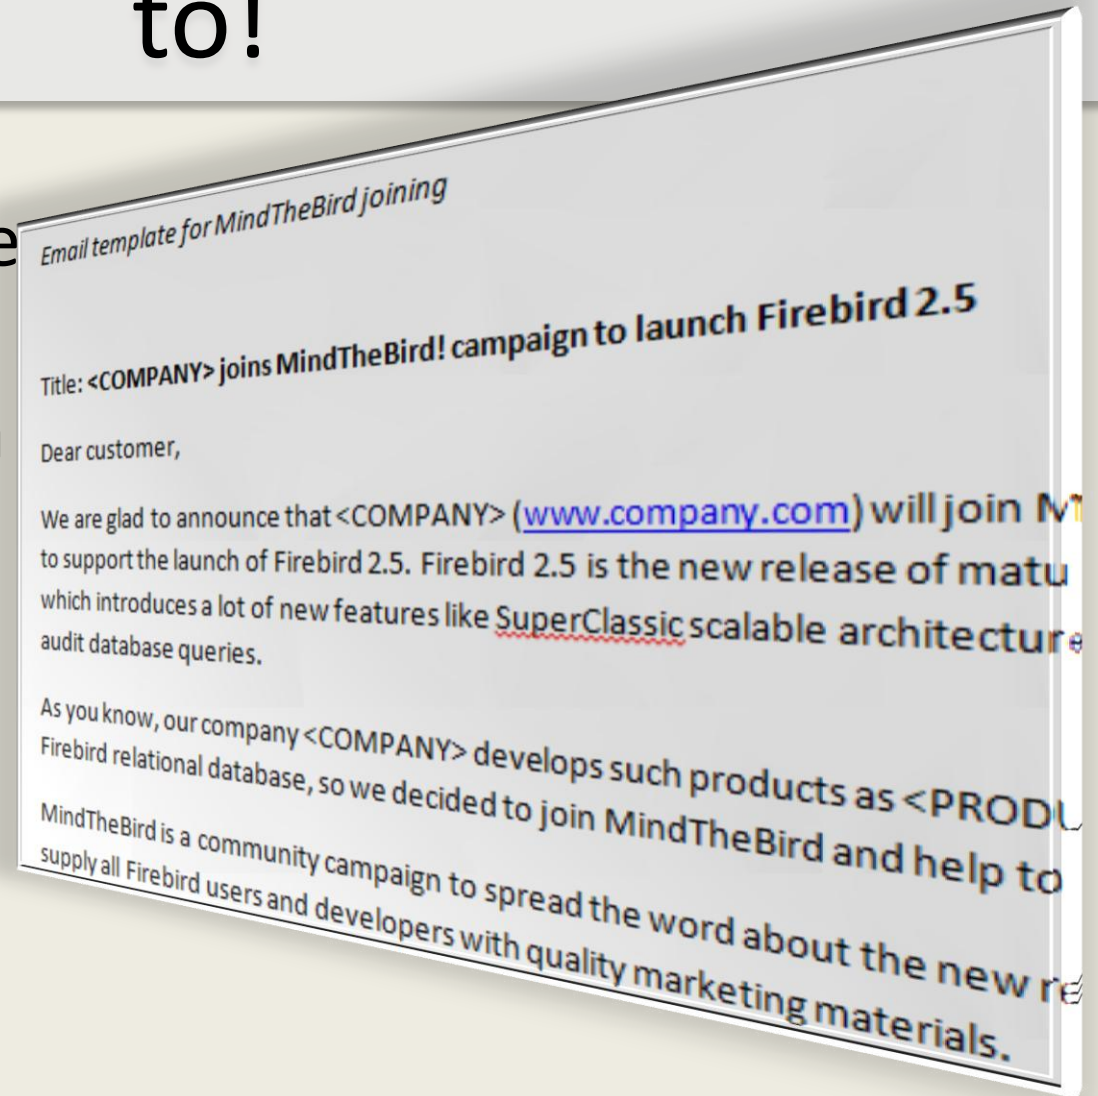 to!
Email template for MindTheBird joining
Title: <COMPANY> joins MindTheBird! campaign to launch Firebird 2.5
Dear customer,
We are glad to announce that <COMPANY> (www.company.com) will join
to support the launch of Firebird 2.5. Firebird 2.5 is the new release of matu
which introduces a lot of new features like SuperClassic scalable architecture
audit database queries.
As you know, our company <COMPANY> develops such products as <PRODU
Firebird relational database, so we decided to join MindTheBird and help to
MindTheBird is a community campaign to spread the word about the new re
supply all Firebird users and developers with quality marketing materials.